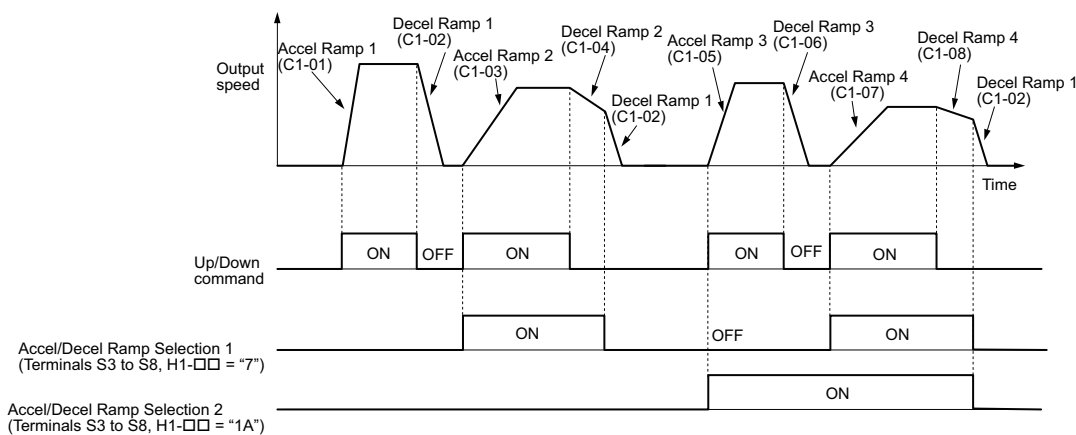 Decel Ramp 1
(C1-02)
Accel Ramp 1
(C1-01)
Accel Ramp 2
(C1-03)
Decel Ramp 2
(C1-04)
Decel Ramp 1
(C1-02)
Accel Ramp 3
(C1-05)
Decel Ramp 3
(C1-06)
Accel Ramp 4
(C1-07)
Decel Ramp 4
(C1-08)
Decel Ramp 1
(C1-02)
Output
speed
Time
Up/Down
command
ON
OFF
ON
ON
OFF
ON
Accel/Decel Ramp Selection 1
(Terminals S3 to S8, H1-□□ = “7”)
ON
OFF
ON
Accel/Decel Ramp Selection 2
(Terminals S3 to S8, H1-□□ = “1A”)
ON